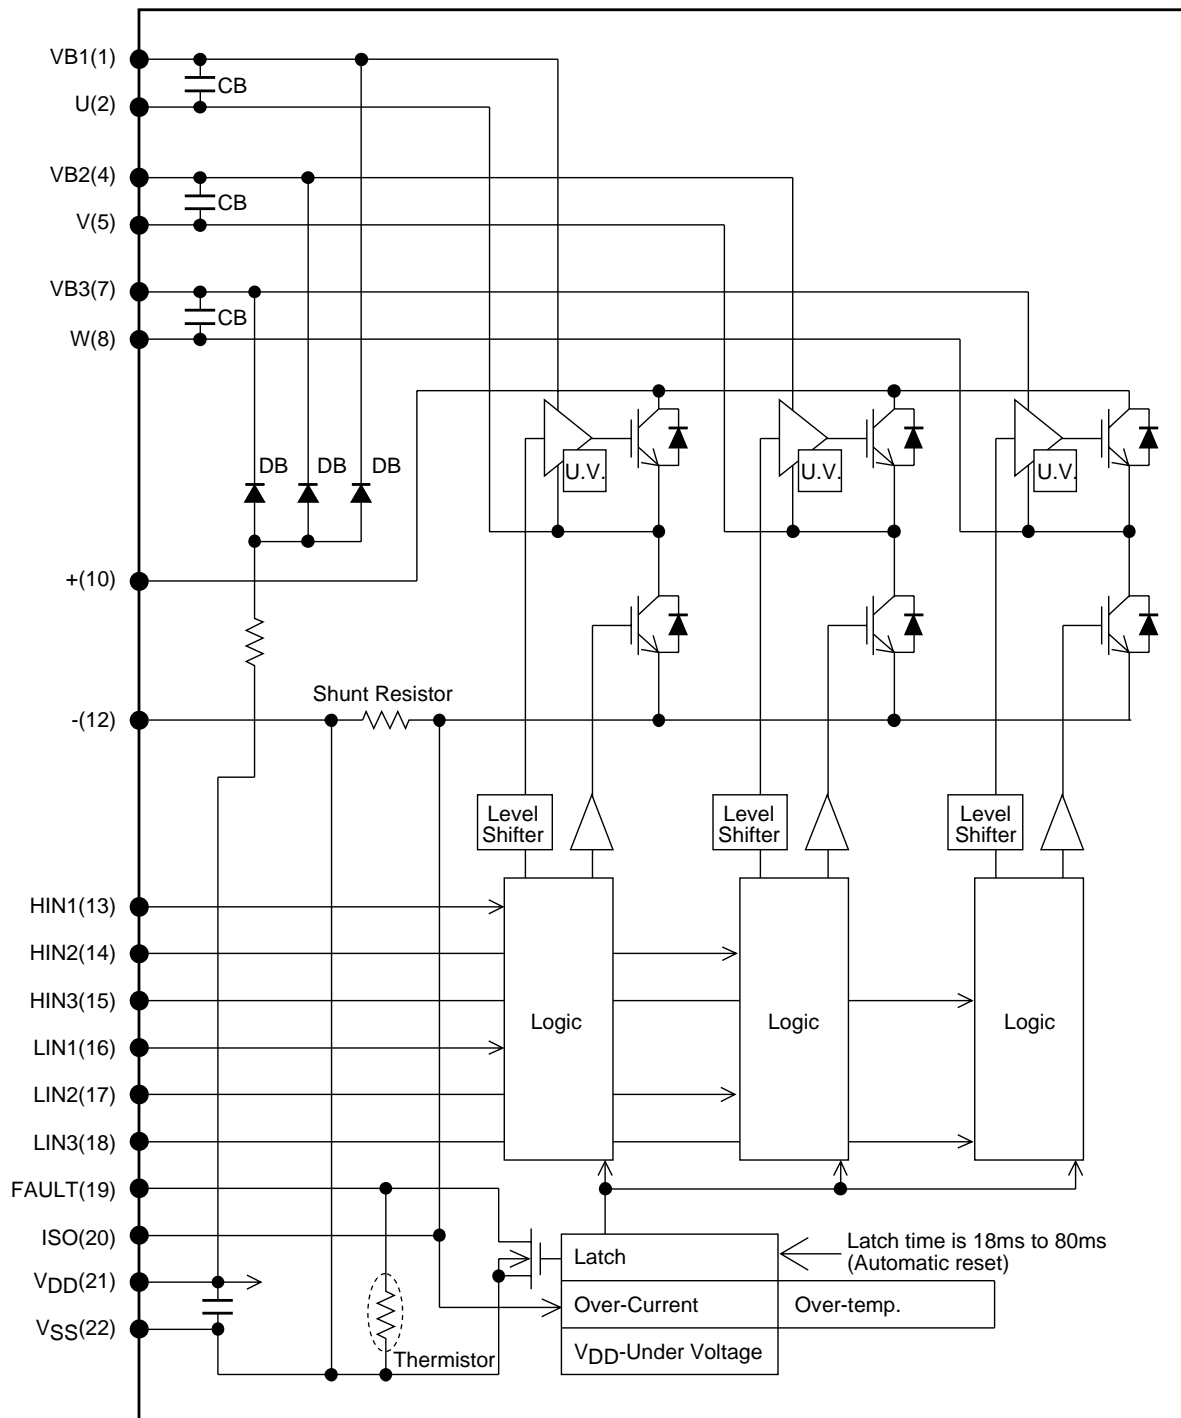 VB1(1)
CB
U(2)
VB2(4)
CB
V(5)
VB3(7)
CB
W(8)
DB
DB
DB
U.V.
U.V.
U.V.
+(10)
Shunt Resistor
-(12)
Level
Shifter
Level
Shifter
Level
Shifter
HIN1(13)
HIN2(14)
HIN3(15)
Logic
Logic
Logic
LIN1(16)
LIN2(17)
LIN3(18)
FAULT(19)
ISO(20)
Latch
Latch time is 18ms to 80ms
(Automatic reset)
VDD(21)
Over-Current
Over-temp.
VSS(22)
Thermistor
VDD-Under Voltage